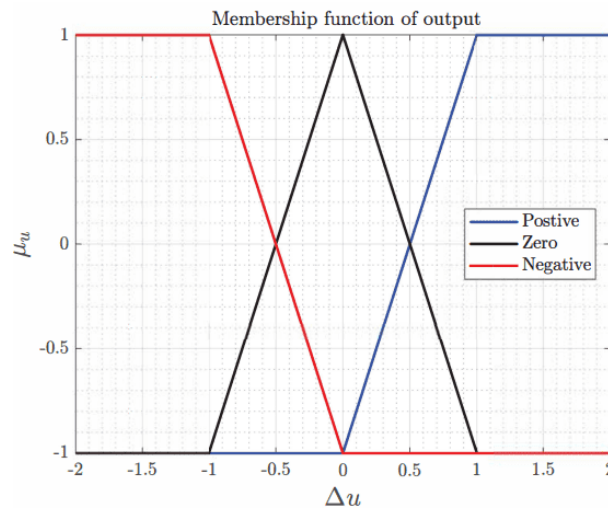 Membership function of output
1
0.5
0
-0.5
-1
μu
-2 -1.5 -1 -0.5 0 0.5 1 1.5 2
Δu
Postive
Zero
Negative